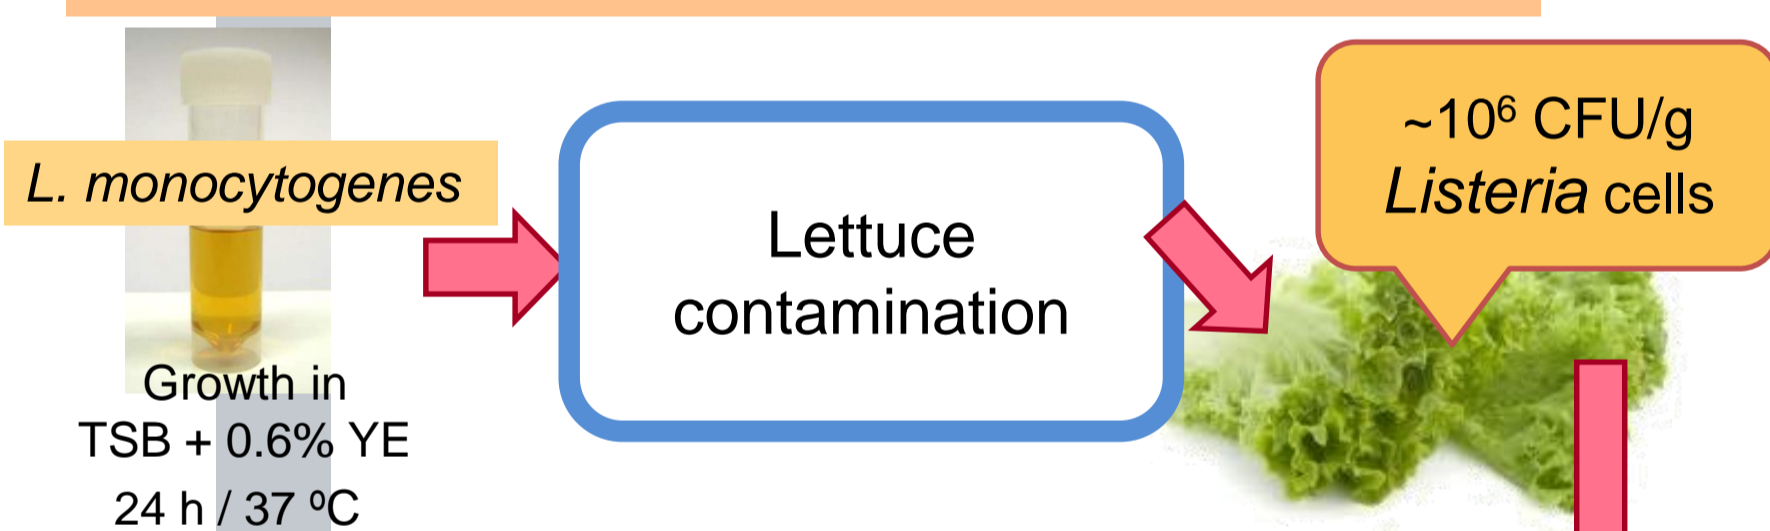 L. monocytogenes
Growth in
TSB + 0.6% YE
24 h / 37 ºC
Lettuce
contamination
~10⁶ CFU/g
Listeria cells